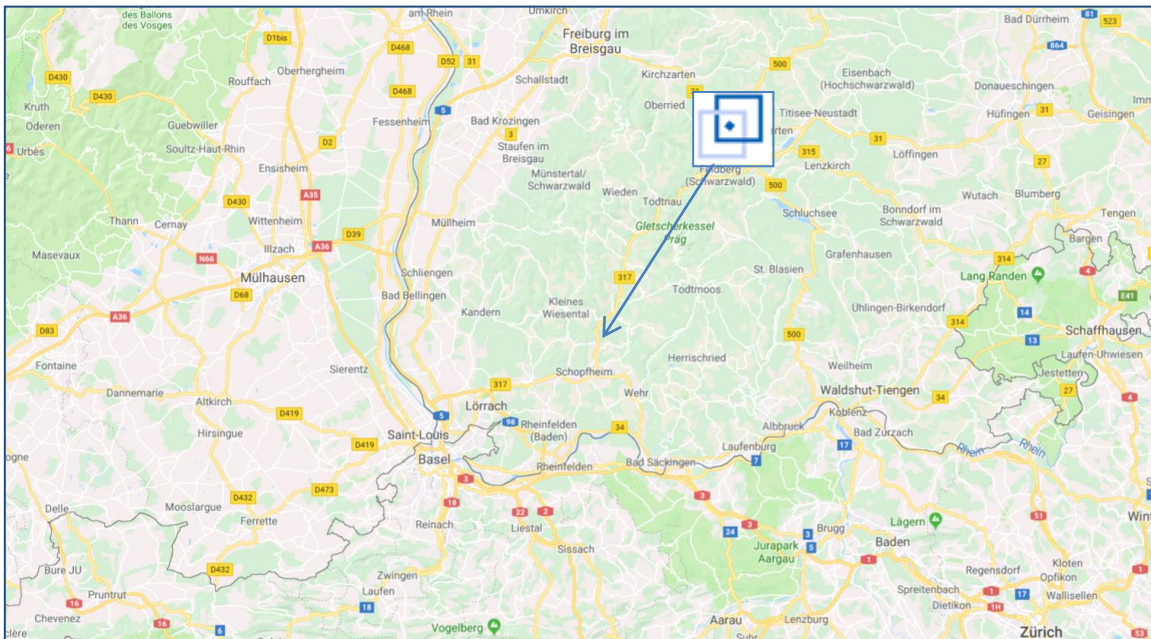 des Ballons
des Vosges
am Rhein
Umkirch
Bad Dürrheim
81
523
D1bis
D468
Freiburg im
Breisgau
864
D430
Rouffach
Oberhergheim
D52
31
Schallstadt
Kirchzarten
31
500
Eisenbach
(Hochschwarzwald)
Donaueschingen
Kruth
Oderen
D430
D468
5
Bad Krozingen
Oberried
Titisee-Neustadt
Hüfingen
31
Geisingen
Guebwiller
Fessenheim
3
31
Urbès
Soultz-Haut-Rhin
D2
Staufen im
Breisgau
315
Löffingen
Ensisheim
Lenzkirch
27
Münstertal/
Schwarzwald
Feldberg
(Schwarzwald)
500
Wieden
Todtnau
Wutach
Blumberg
D430
A35
Thann
Cernay
Wittenheim
Müllheim
Schluchsee
Bonndorf im
Schwarzwald
Tengen
D39
Gletscherkessel
Präg
Bargen
Masevaux
Illzach
A36
Grafenhausen
N66
Mülhausen
Schliengen
317
St. Blasien
314
4
Lang Randen
D68
Bad Bellingen
Todtmoos
E41
Kleines
Wiesental
Ühlingen-Birkendorf
14
A36
Kandern
314
D83
500
13
Schaffhausen
Fontaine
Sierentz
Schopfheim
Herrischried
Weilheim
Laufen-Uhwiesen
317
Jestetten
Dannemarie
Altkirch
Wehr
Waldshut-Tiengen
27
4
D419
5
Lörrach
34
Koblenz
98
Rheinfelden
(Baden)
34
Albbruck
Hirsingue
Saint-Louis
Bad Zurzach
D419
Laufenburg
17
Rhein
Rhein
Basel
Rheinfelden
Bad Säckingen
7
3
D473
D432
3
Mooslargue
18
Delle
Ferrette
22
2
51
Reinach
Liestal
24
3
Brugg
Lägern
3
Sissach
5
Baden
Jurapark
Aargau
1
Bure JU
D432
Zwingen
Regensdorf
Kloten
1
Laufen
Opfikon
Pruntrut
16
Spreitenbach
1
17
Wallisellen
18
Dietikon
1H
Chevenez
16
6
Vogelberg
Aarau
Lenzburg
Zürich
53